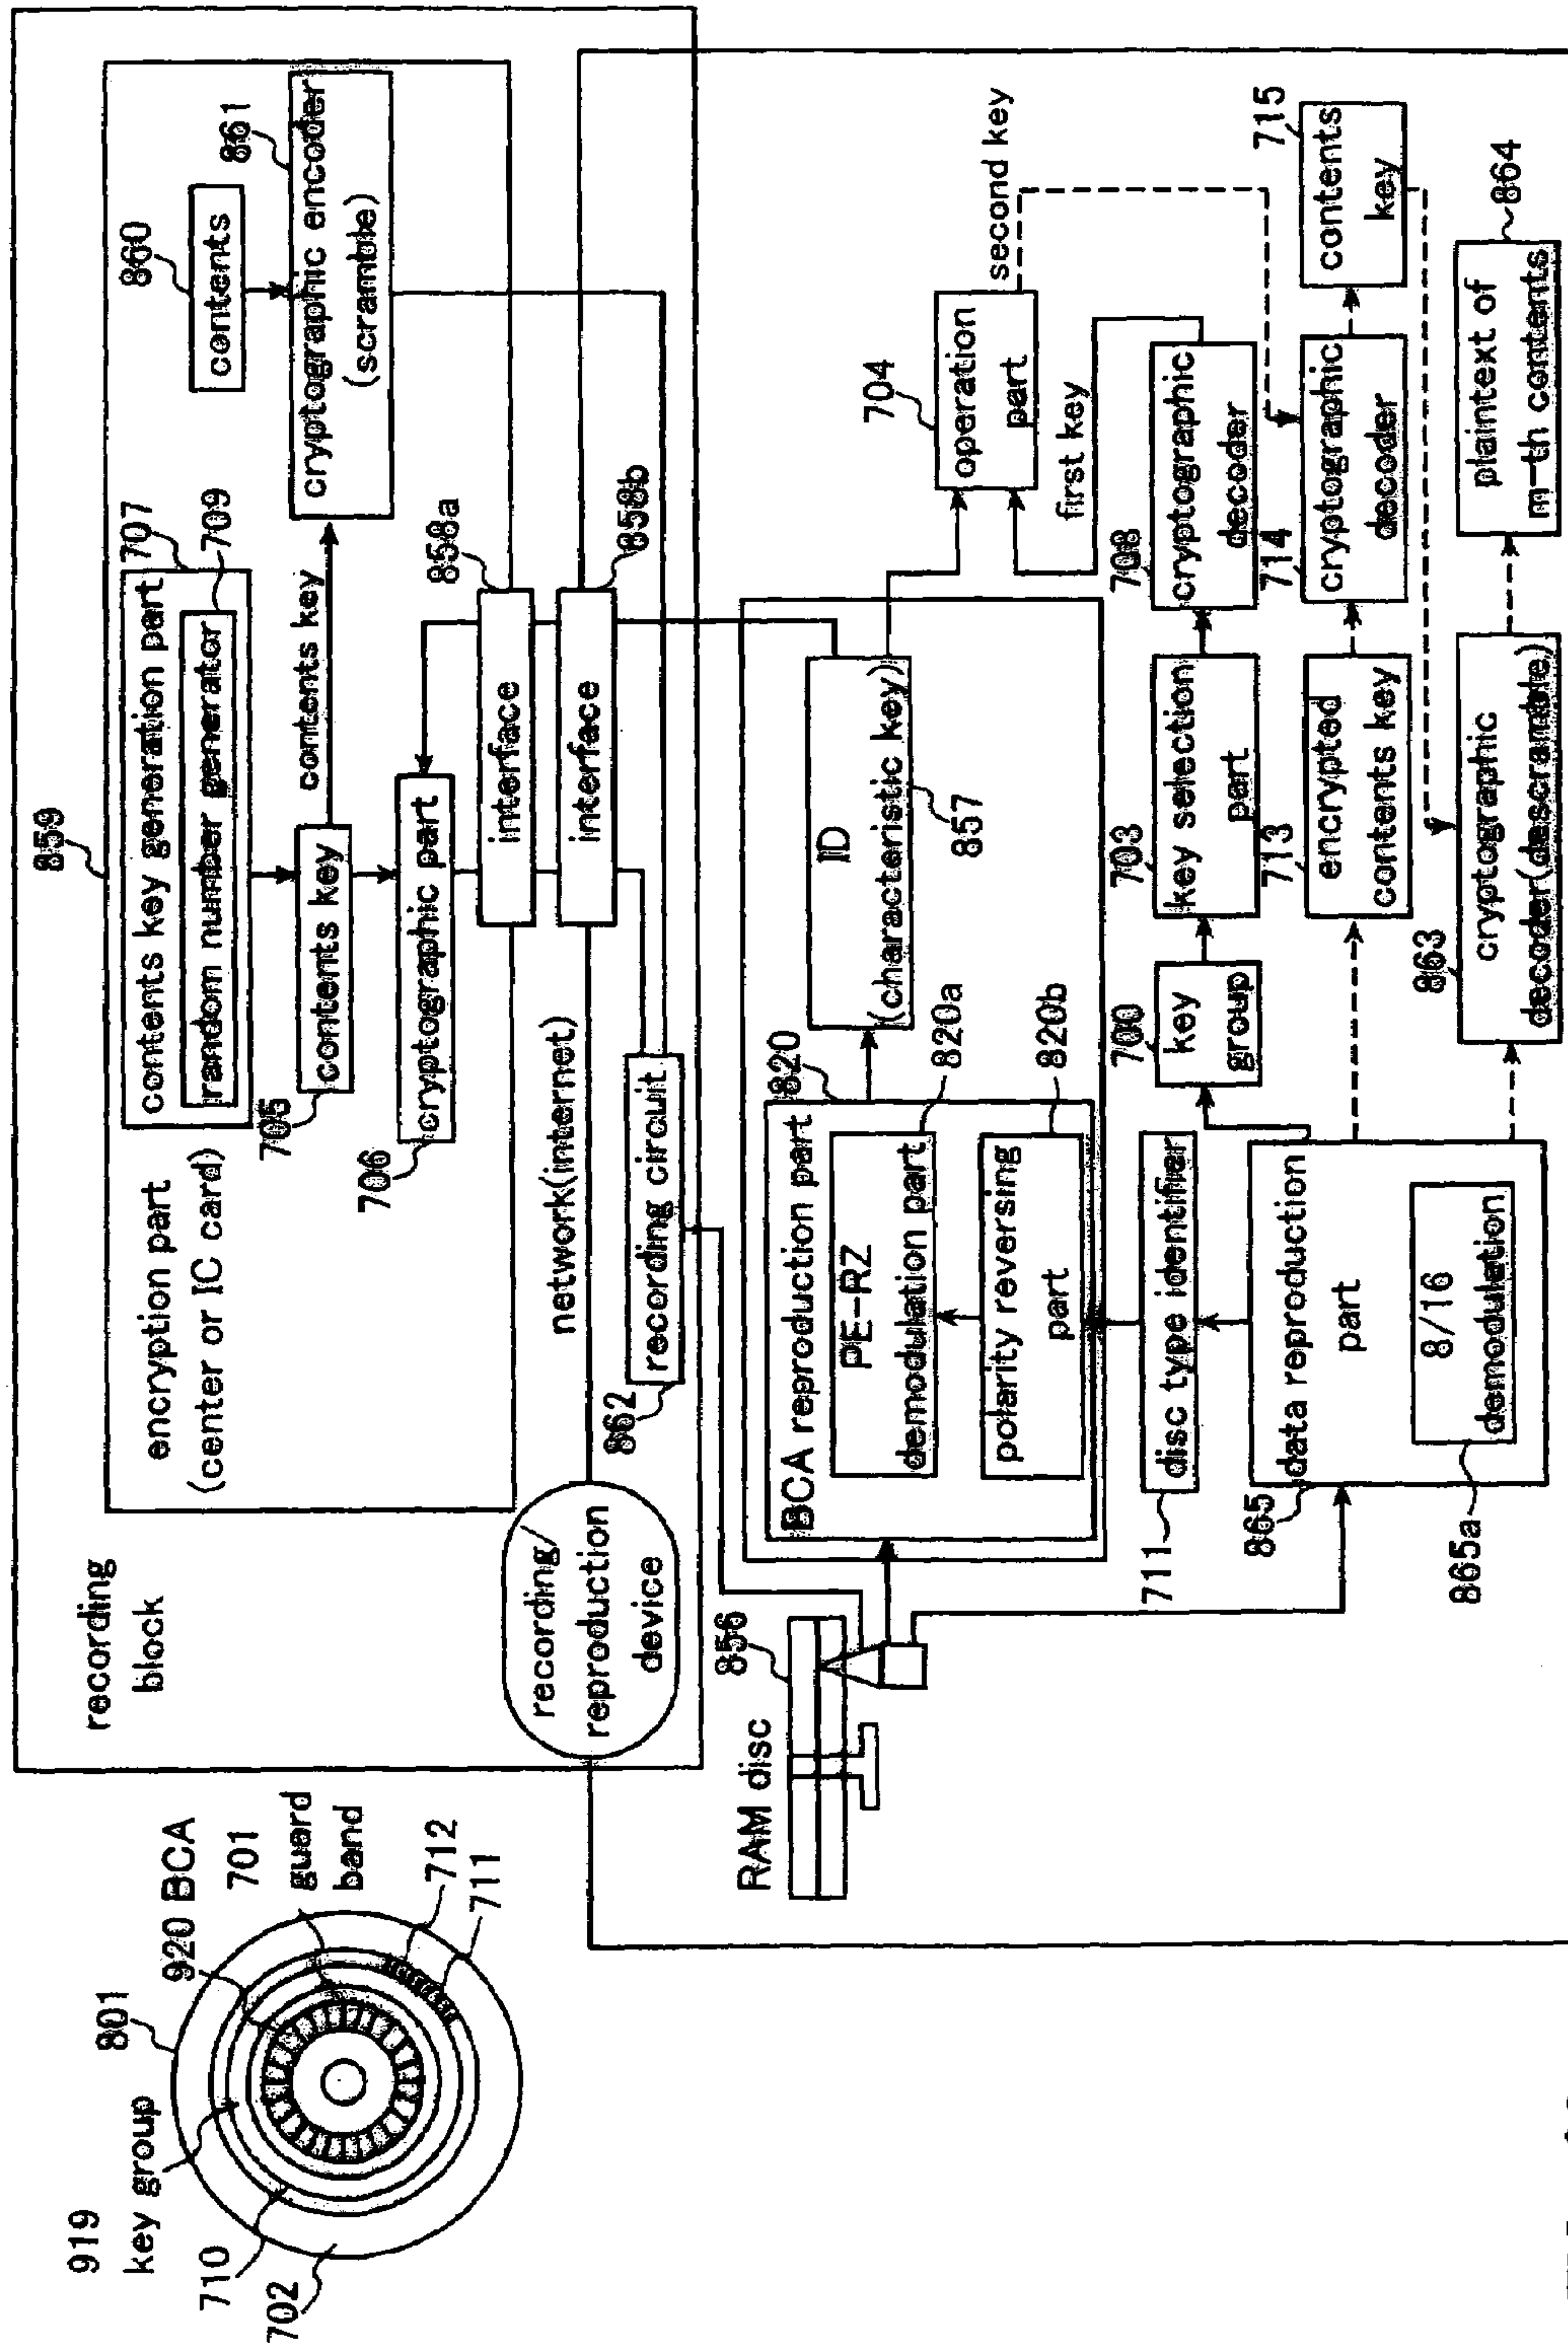 recording
block
859
encryption part
(center or IC card)
contents key generation part
707
random number generator
709
705
contents key
contents key
860
contents
861
cryptographic encoder
(scramble)
706
cryptographic part
858a
interface
interface
858b
network(internet)
862
recording circuit
recording/
reproduction
device
919
key group
801
920 BCA
701
guard
band
712
711
710
702
RAM disc
856
BCA reproduction part
820
PE-RZ
demodulation part
820a
polarity reversing
part
820b
ID
(characteristic key)
857
704
operation
part
second key
first key
711
disc type identifier
865
data reproduction
part
8/16
demodulation
865a
700
key
group
703
key selection
part
708
cryptographic
decoder
713
encrypted
contents key
714
cryptographic
decoder
715
contents
key
863
cryptographic
decoder(descramble)
plaintext of
m-th contents
864